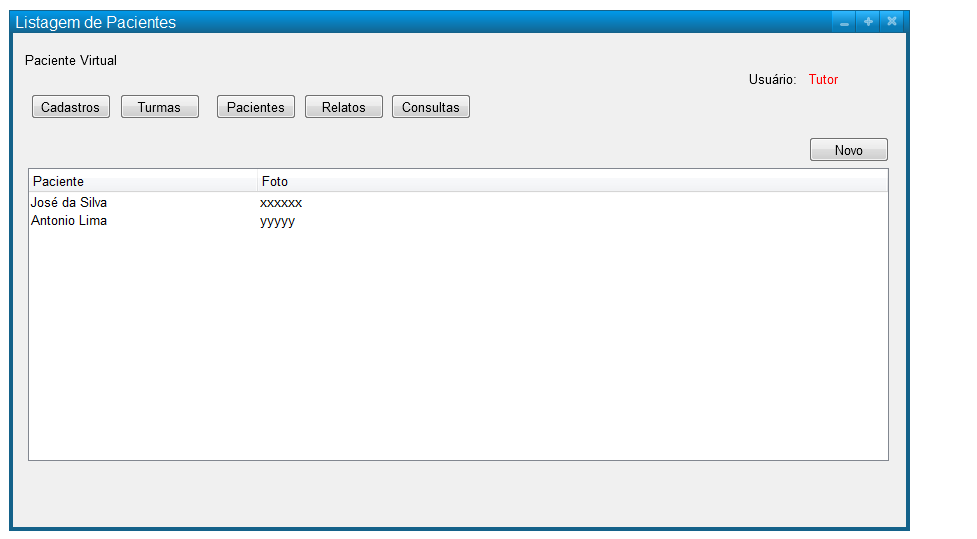 Listagem de Pacientes
Paciente Virtual
Usuário: Tutor
Cadastros Turmas Pacientes Relatos Consultas
Novo
Paciente Foto
José da Silva xxxxxx
Antonio Lima yyyyy